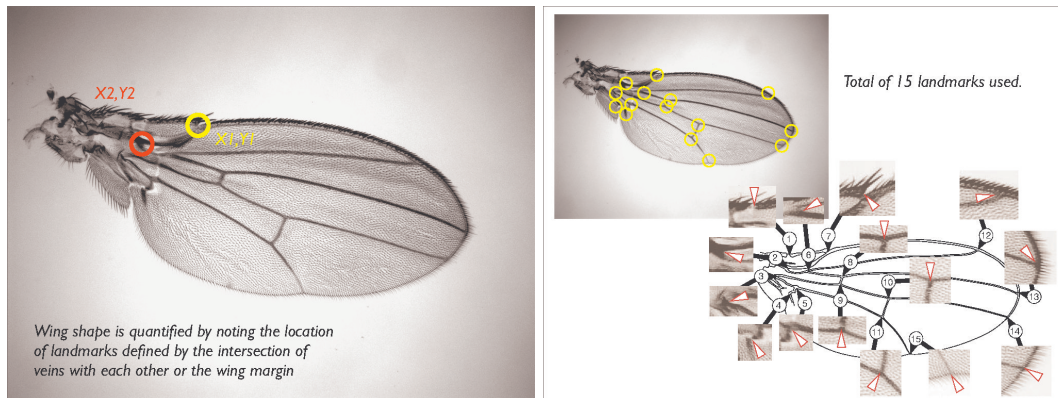 X2,Y2
X1,Y1
Wing shape is quantified by noting the location
of landmarks defined by the intersection of
veins with each other or the wing margin
Total of 15 landmarks used.
1
2
3
4
5
6
7
8
9
10
11
12
13
14
15